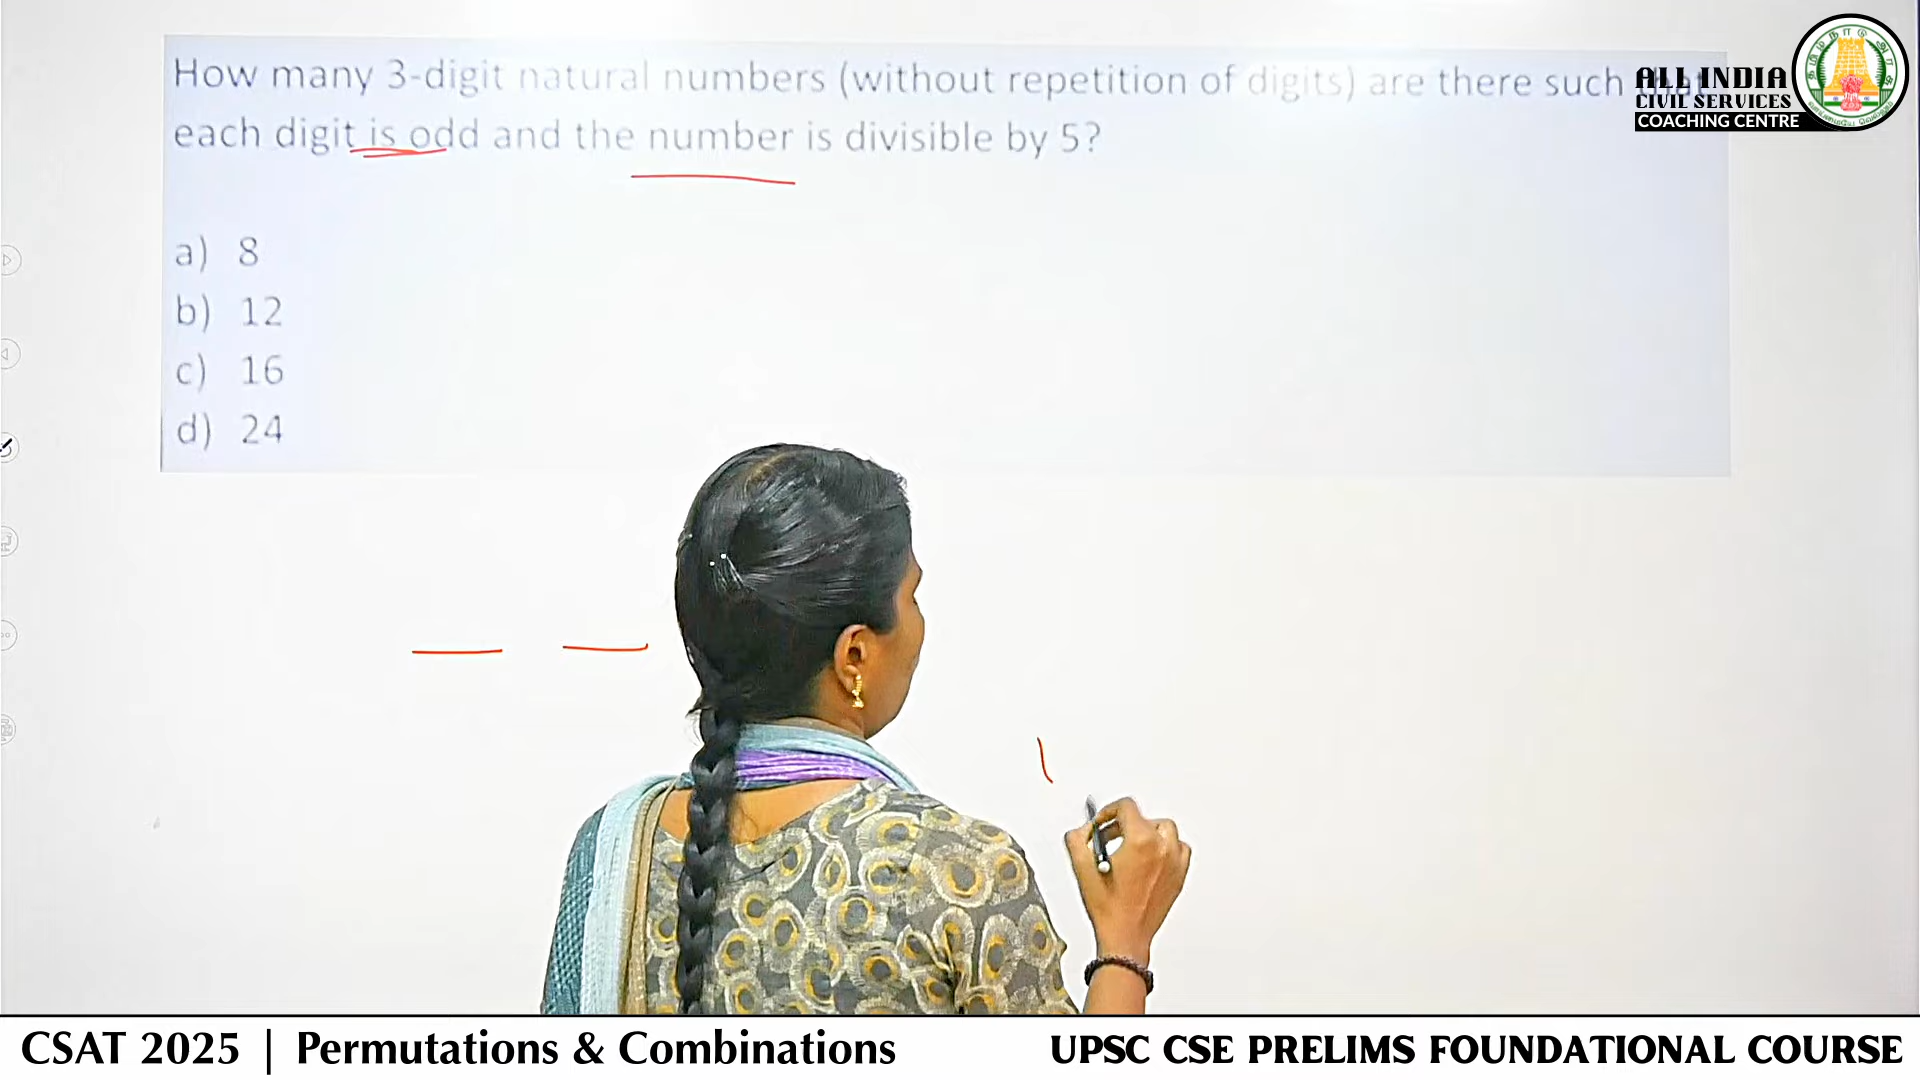 How many 3-digit natural numbers (without repetition of digits) are there such that
each digit is odd and the number is divisible by 5?
a) 8
b) 12
c) 16
d) 24
ALL INDIA
CIVIL SERVICES
COACHING CENTRE
CSAT 2025 | Permutations & Combinations
UPSC CSE PRELIMS FOUNDATIONAL COURSE